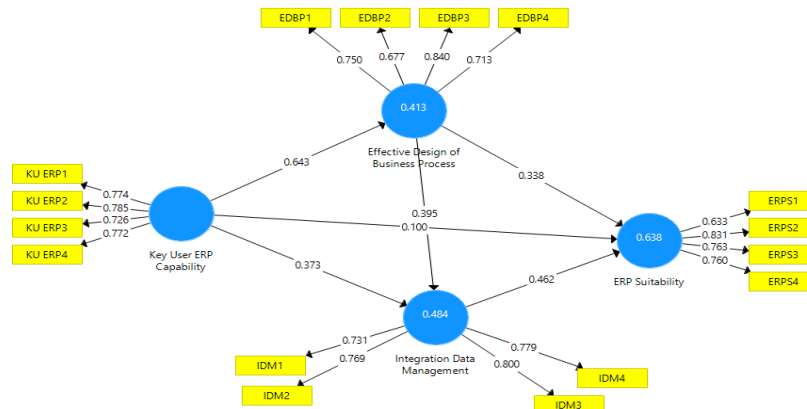 EDBP1
EDBP2
EDBP3
EDBP4
0.750
0.677
0.840
0.713
0.413
Effective Design of
Business Process
0.643
0.338
KU ERP1
KU ERP2
KU ERP3
KU ERP4
0.774
0.785
0.726
0.772
Key User ERP
Capability
0.395
0.100
0.373
0.462
ERPS1
ERPS2
ERPS3
ERPS4
0.633
0.831
0.763
0.760
0.638
ERP Suitability
0.484
Integration Data
Management
0.731
0.769
0.779
0.800
IDM1
IDM2
IDM4
IDM3